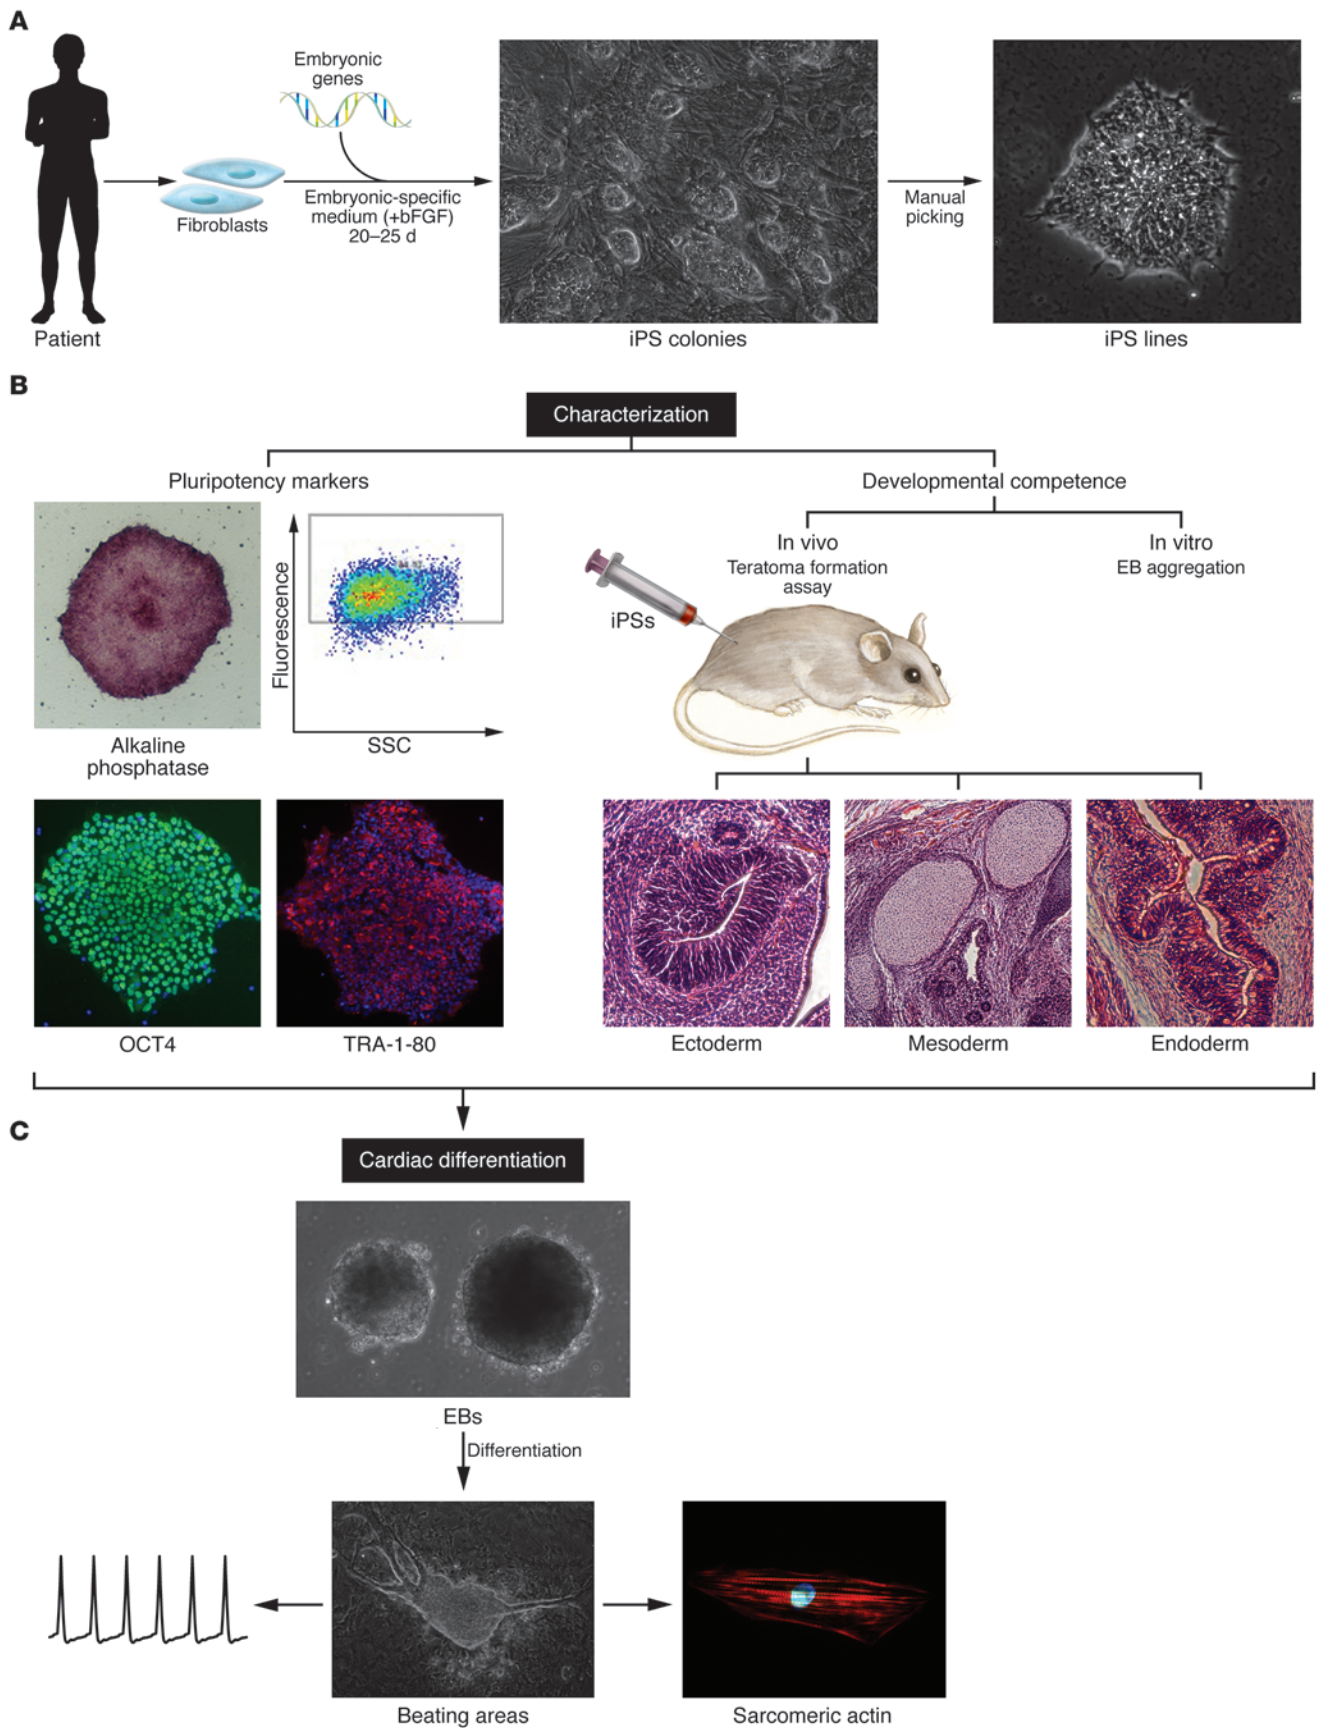 A
Embryonic
genes
Fibroblasts
Embryonic-specific
medium (+bFGF)
20–25 d
Manual
picking
Patient
iPS colonies
iPS lines
B
Characterization
Pluripotency markers
Developmental competence
In vivo
Teratoma formation
assay
In vitro
EB aggregation
iPSs
Fluorescence
SSC
Alkaline
phosphatase
OCT4
TRA-1-80
Ectoderm
Mesoderm
Endoderm
C
Cardiac differentiation
EBs
Differentiation
Beating areas
Sarcomeric actin